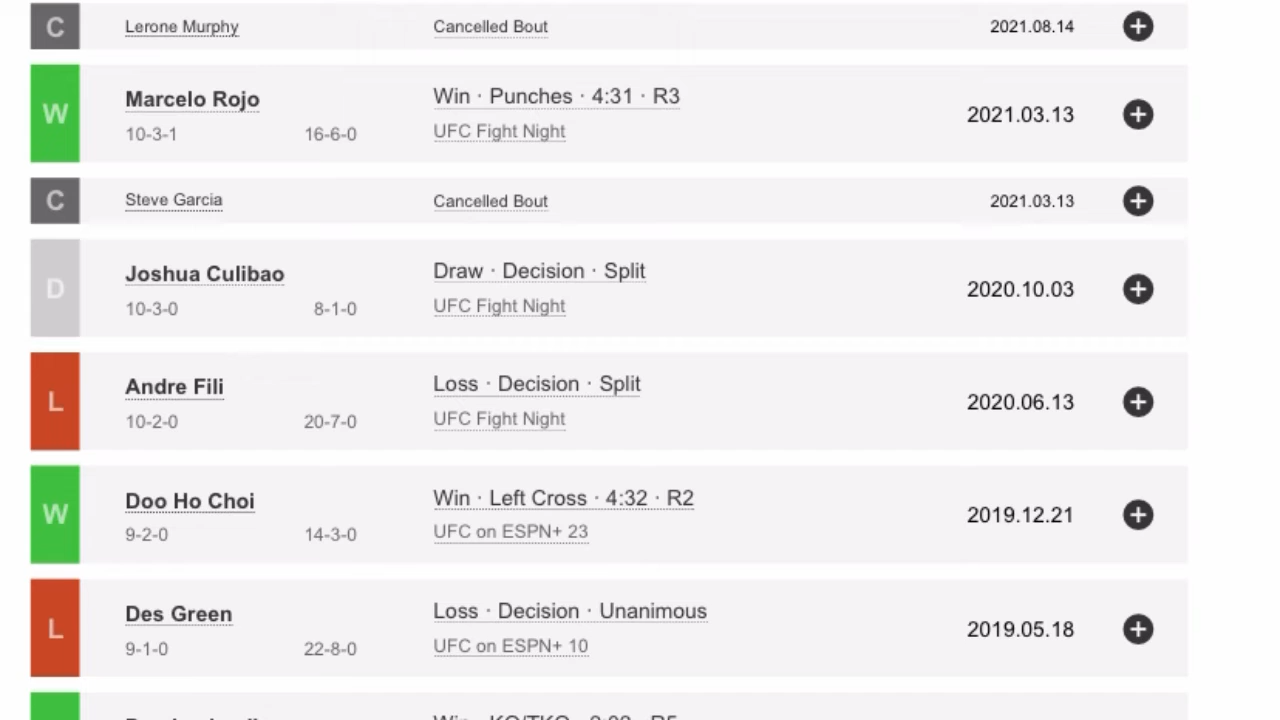 C Lerone Murphy Cancelled Bout 2021.08.14
W Marcelo Rojo Win · Punches · 4:31 · R3 2021.03.13
10-3-1 16-6-0 UFC Fight Night
C Steve Garcia Cancelled Bout 2021.03.13
D Joshua Culibao Draw · Decision · Split 2020.10.03
10-3-0 8-1-0 UFC Fight Night
L Andre Fili Loss · Decision · Split 2020.06.13
10-2-0 20-7-0 UFC Fight Night
W Doo Ho Choi Win · Left Cross · 4:32 · R2 2019.12.21
9-2-0 14-3-0 UFC on ESPN+ 23
L Des Green Loss · Decision · Unanimous 2019.05.18
9-1-0 22-8-0 UFC on ESPN+ 10
Win · KO/TKO